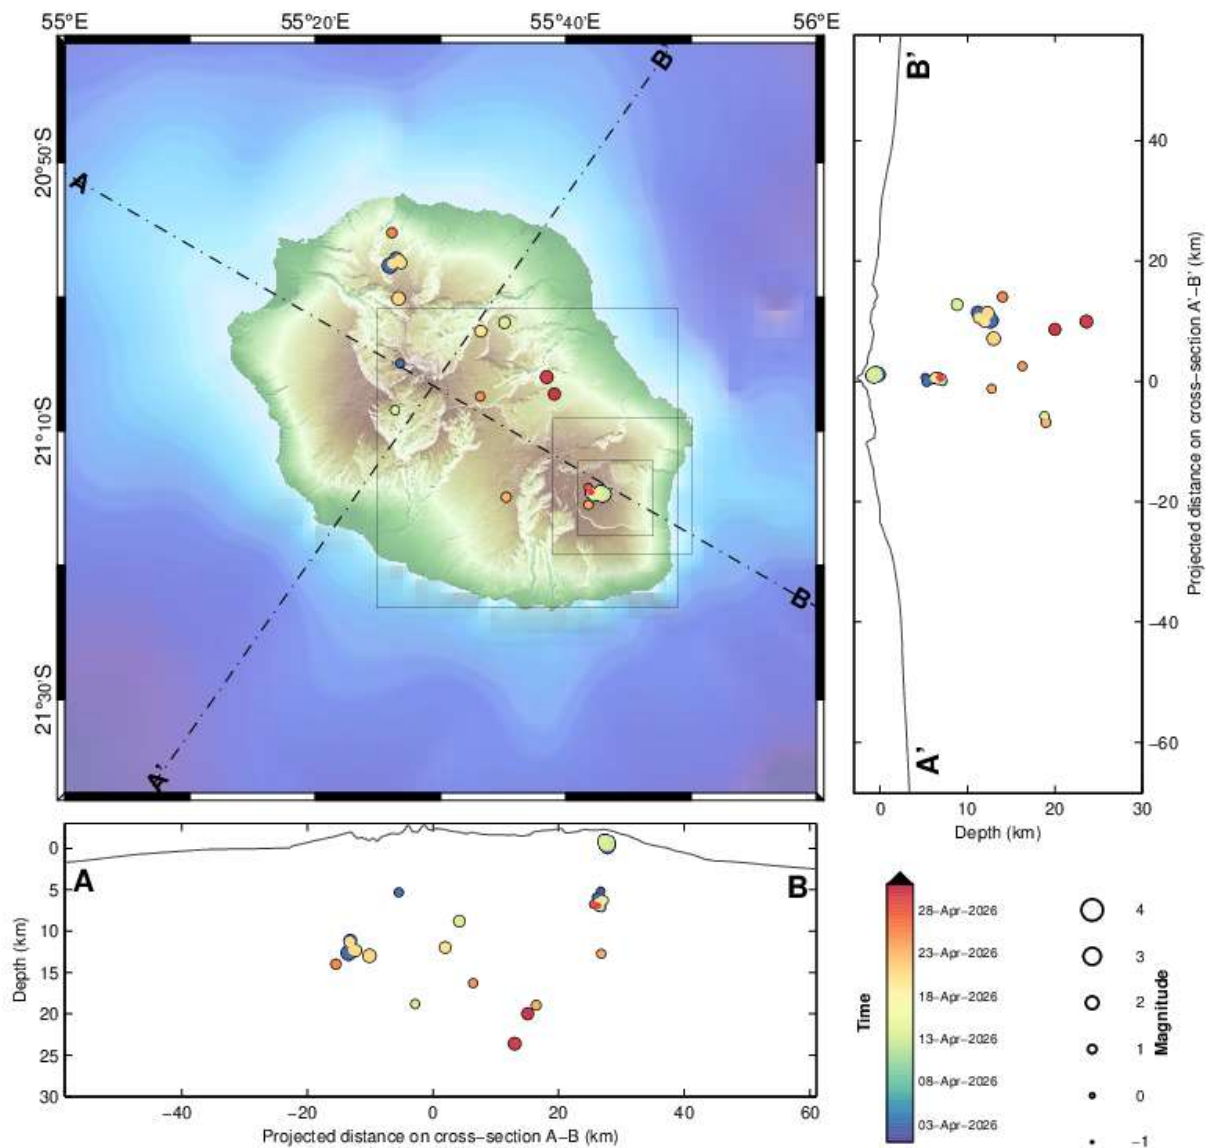 55°E 55°20'E 55°40'E 56°E
20°50'S
21°10'S
21°30'S
A
B'
A'
B
B'
A'
40
20
0
−20
−40
−60
Projected distance on cross−section A'−B' (km)
0 10 20 30
Depth (km)
A
B
0
5
10
15
20
25
30
Depth (km)
−40 −20 0 20 40 60
Projected distance on cross−section A−B (km)
Time
28−Apr−2026
23−Apr−2026
18−Apr−2026
13−Apr−2026
08−Apr−2026
03−Apr−2026
4
3
2
1
0
−1
Magnitude